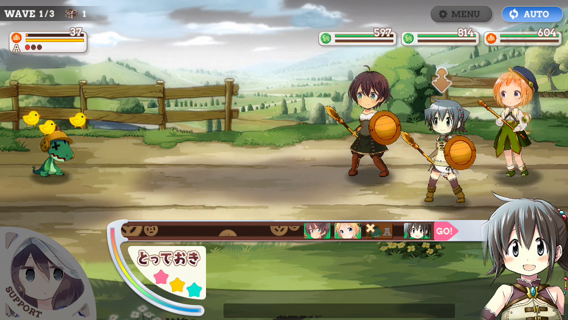 WAVE 1/3 1
MENU
AUTO
37
A
597
814
604
GO!
とっておき
SUPPORT